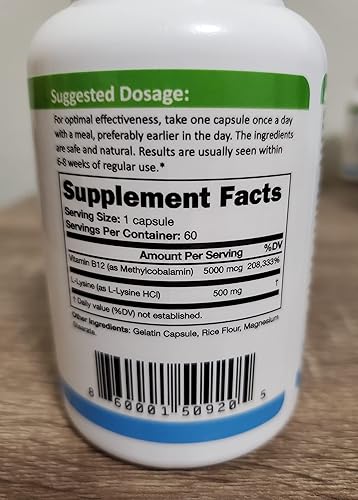 Suggested Dosage:
For optimal effectiveness, take one capsule once a day
with a meal, preferably earlier in the day. The ingredients
are safe and natural. Results are usually seen within
6-8 weeks of regular use.*
Supplement Facts
Serving Size: 1 capsule
Servings Per Container: 60
Amount Per Serving %DV
Vitamin B12 (as Methylcobalamin) 5000 mcg 208,333%
L-Lysine (as L-Lysine HCl) 500 mg †
† Daily value (%DV) not established.
Other Ingredients: Gelatin Capsule, Rice Flour, Magnesium
Stearate.
8 60001 50920 5